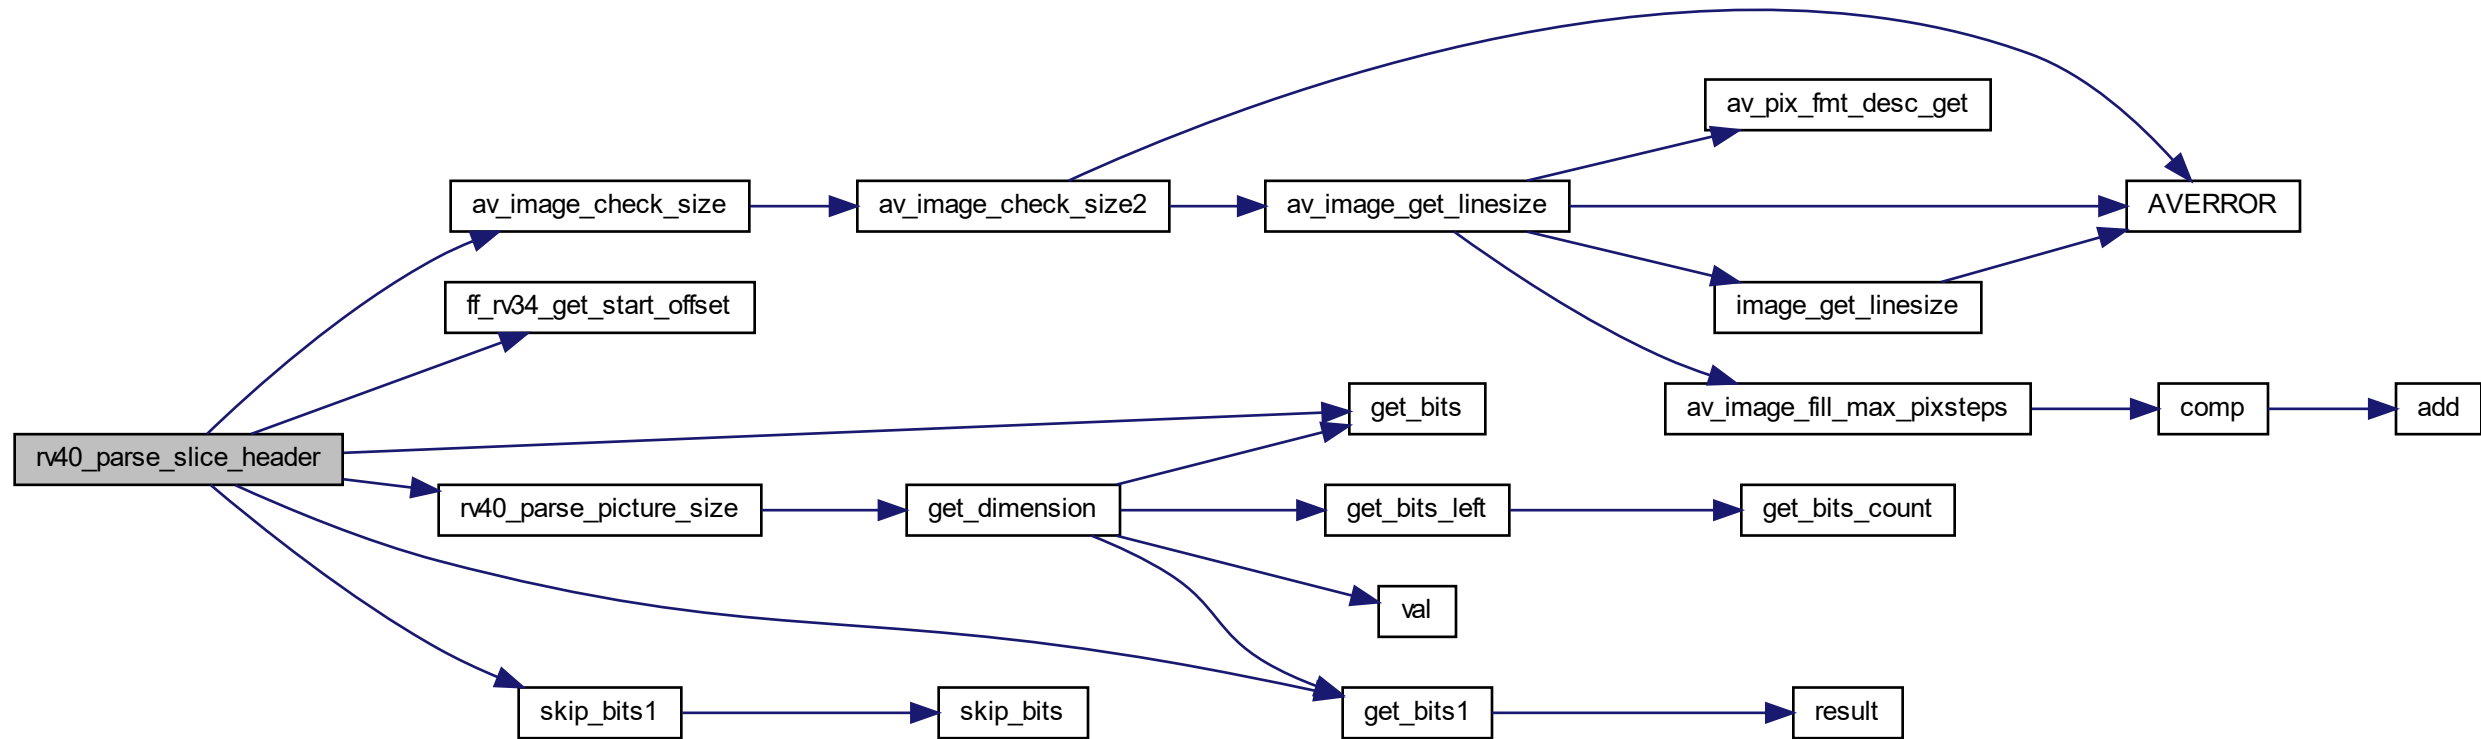 av_pix_fmt_desc_get
av_image_check_size
av_image_check_size2
av_image_get_linesize
AVERROR
ff_rv34_get_start_offset
image_get_linesize
get_bits
av_image_fill_max_pixsteps
comp
add
rv40_parse_slice_header
rv40_parse_picture_size
get_dimension
get_bits_left
get_bits_count
val
skip_bits1
skip_bits
get_bits1
result